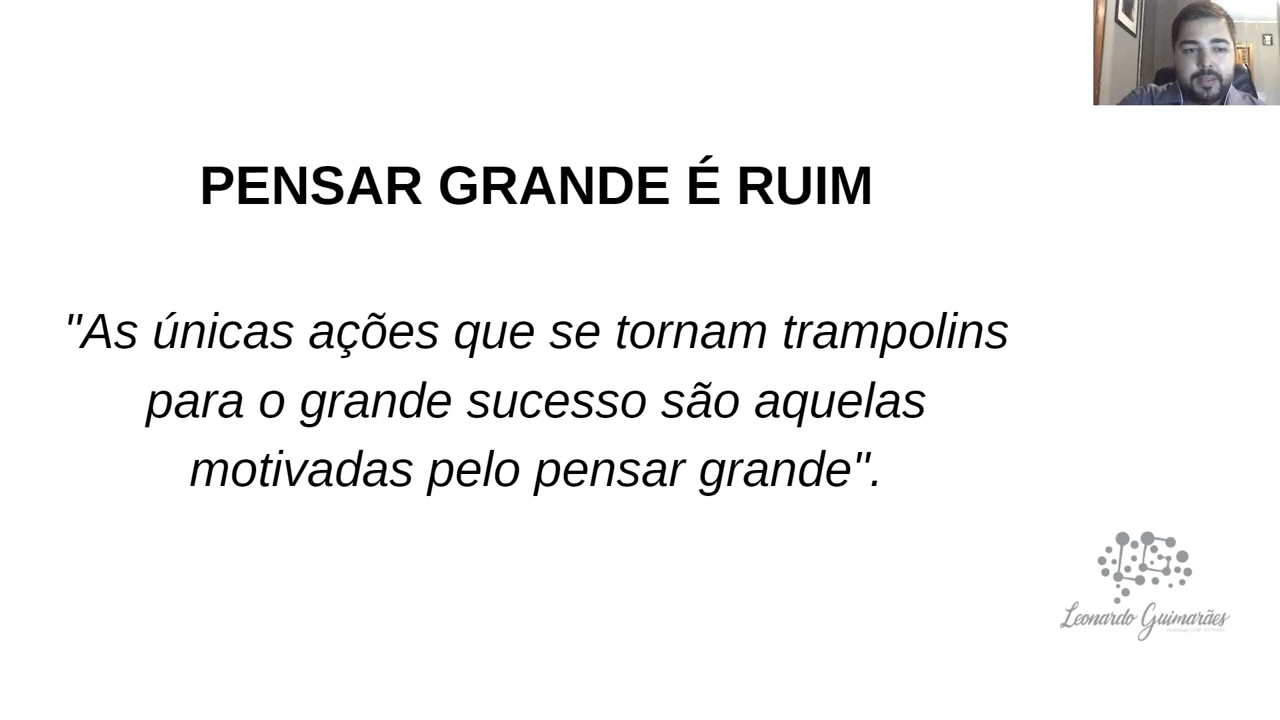 PENSAR GRANDE É RUIM
"As únicas ações que se tornam trampolins
para o grande sucesso são aquelas
motivadas pelo pensar grande".
Leonardo Guimarães